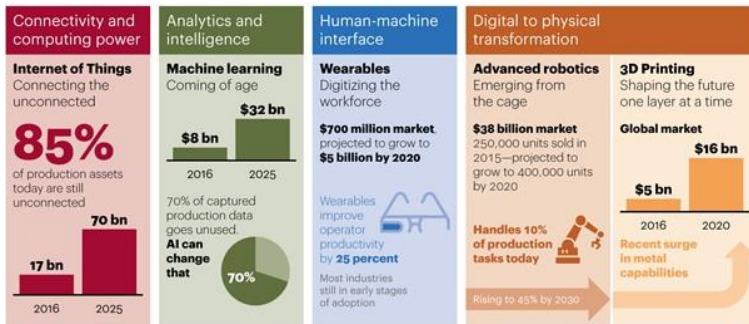 Connectivity and
computing power
Internet of Things
Connecting the
unconnected
85%
of production assets
today are still
unconnected
70 bn
17 bn
2016
2025
Analytics and
intelligence
Machine learning
Coming of age
$32 bn
$8 bn
2016
2025
70% of captured
production data
goes unused.
AI can
change
that
70%
Human-machine
interface
Wearables
Digitizing the
workforce
$700 million market,
projected to grow to
$5 billion by 2020
Wearables
improve
operator
productivity
by 25 percent
Most industries
still in early stages
of adoption
Digital to physical
transformation
Advanced robotics
Emerging from
the cage
$38 billion market
250,000 units sold in
2015—projected to
grow to 400,000 units
by 2020
Handles 10%
of production
tasks today
Rising to 45% by 2030
3D Printing
Shaping the future
one layer at a time
Global market
$16 bn
$5 bn
2016
2020
Recent surge
in metal
capabilities